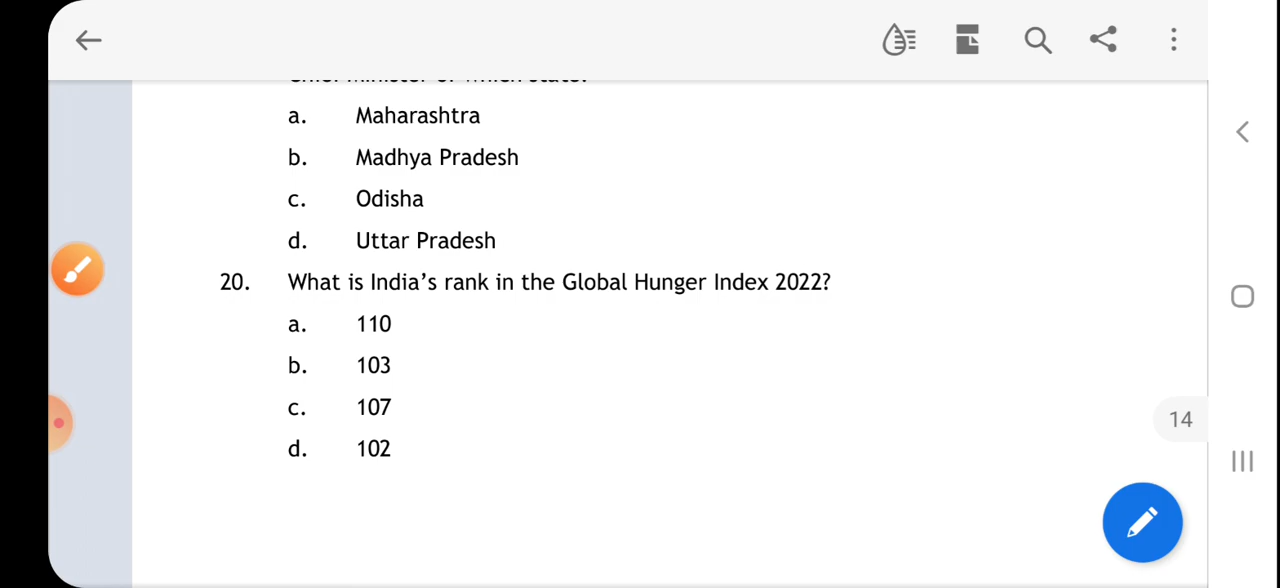 a. Maharashtra
b. Madhya Pradesh
c. Odisha
d. Uttar Pradesh
20. What is India’s rank in the Global Hunger Index 2022?
a. 110
b. 103
c. 107
d. 102
14